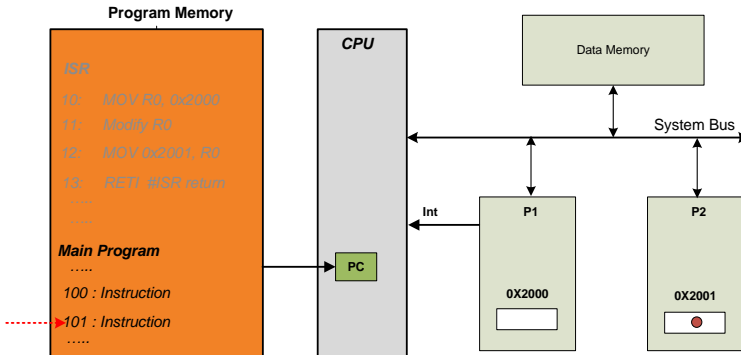 Program Memory
ISR
10: MOV R0, 0x2000
11: Modify R0
12: MOV 0x2001, R0
13: RETI #ISR return
.....
.....
Main Program
.....
100 : Instruction
101 : Instruction
.....
CPU
PC
Int
Data Memory
System Bus
P1
0X2000
P2
0X2001